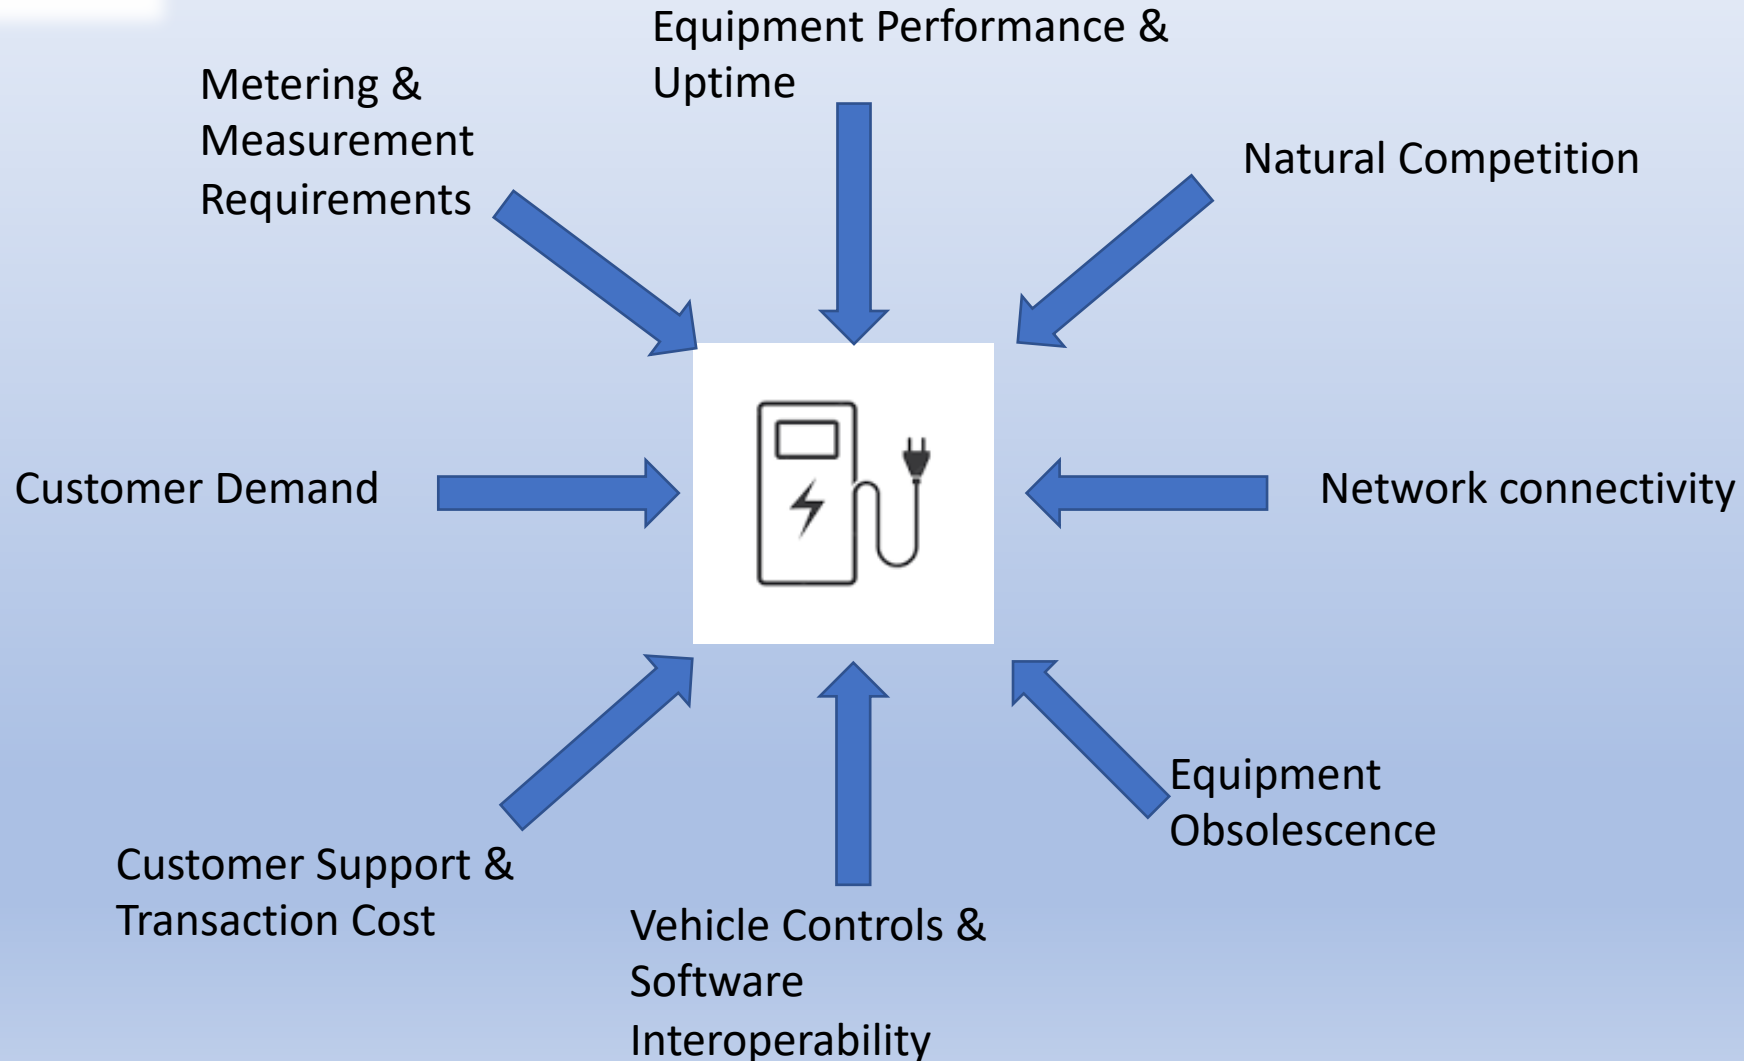 Equipment Performance &
Uptime
Metering &
Measurement
Requirements
Natural Competition
Customer Demand
Network connectivity
Equipment
Obsolescence
Customer Support &
Transaction Cost
Vehicle Controls &
Software
Interoperability